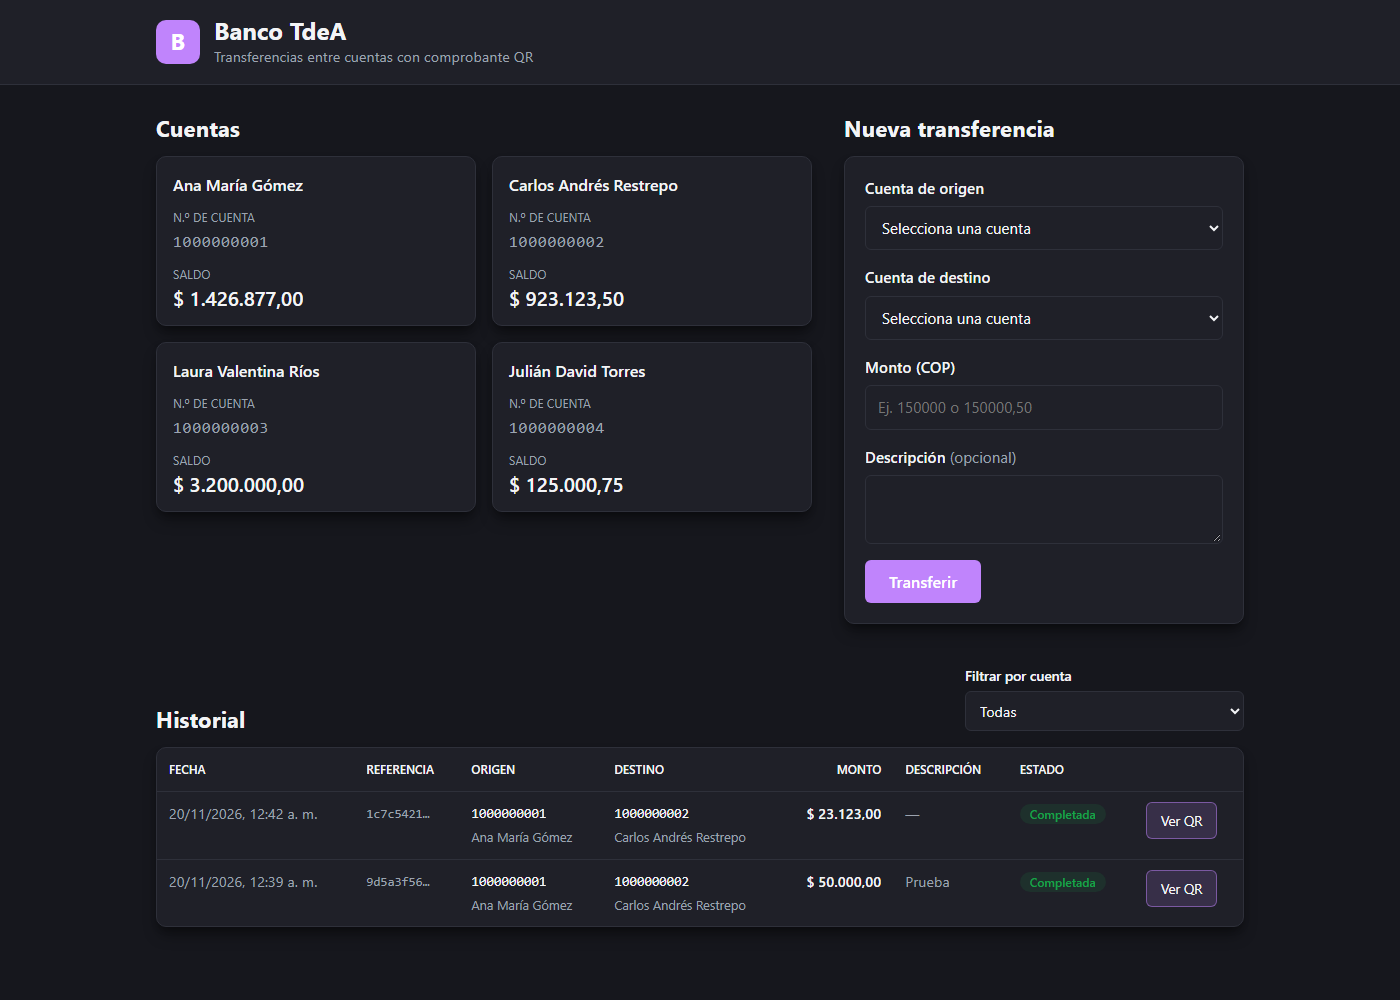 B
Banco TdeA
Transferencias entre cuentas con comprobante QR
Cuentas
Ana María Gómez
N.º DE CUENTA
1000000001
SALDO
$ 1.426.877,00
Carlos Andrés Restrepo
N.º DE CUENTA
1000000002
SALDO
$ 923.123,50
Laura Valentina Ríos
N.º DE CUENTA
1000000003
SALDO
$ 3.200.000,00
Julián David Torres
N.º DE CUENTA
1000000004
SALDO
$ 125.000,75
Nueva transferencia
Cuenta de origen
Selecciona una cuenta
Cuenta de destino
Selecciona una cuenta
Monto (COP)
Ej. 150000 o 150000,50
Descripción (opcional)
Transferir
Historial
Filtrar por cuenta
Todas
FECHA REFERENCIA ORIGEN DESTINO MONTO DESCRIPCIÓN ESTADO
20/11/2026, 12:42 a. m. 1c7c5421… 1000000001 1000000002 $ 23.123,00 — Completada Ver QR
Ana María Gómez Carlos Andrés Restrepo
20/11/2026, 12:39 a. m. 9d5a3f56… 1000000001 1000000002 $ 50.000,00 Prueba Completada Ver QR
Ana María Gómez Carlos Andrés Restrepo